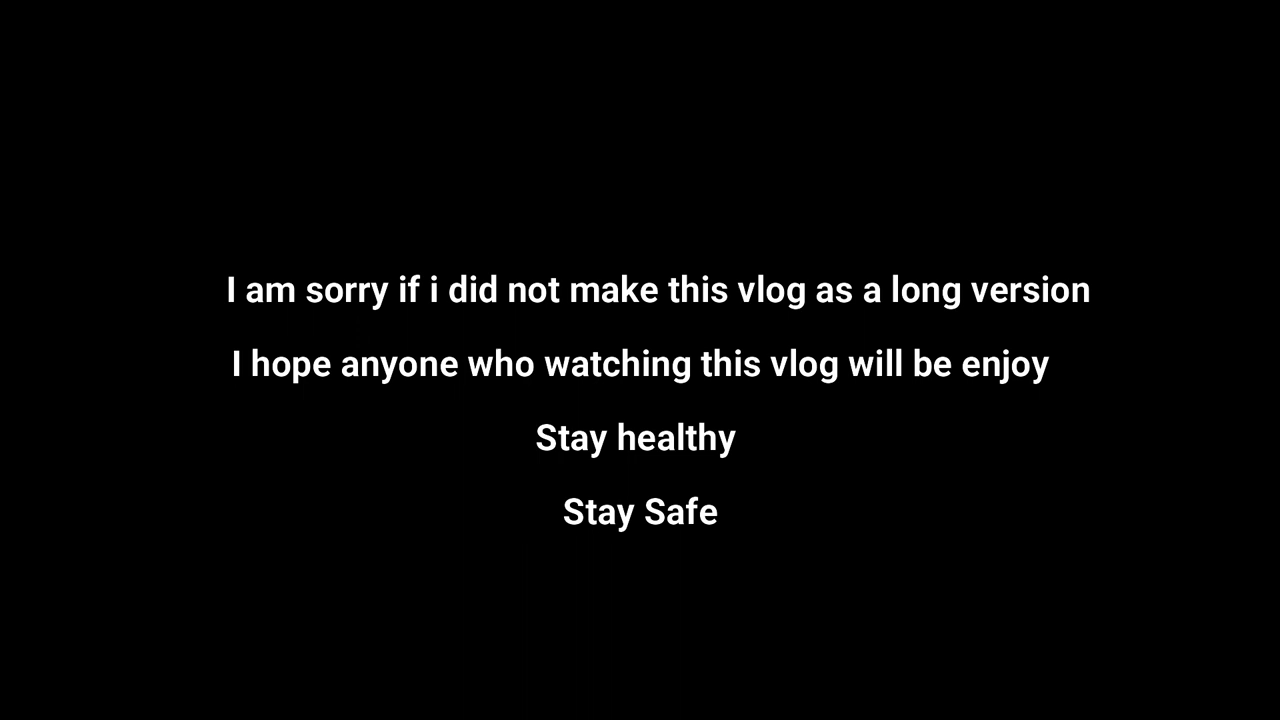 I am sorry if i did not make this vlog as a long version
I hope anyone who watching this vlog will be enjoy
Stay healthy
Stay Safe